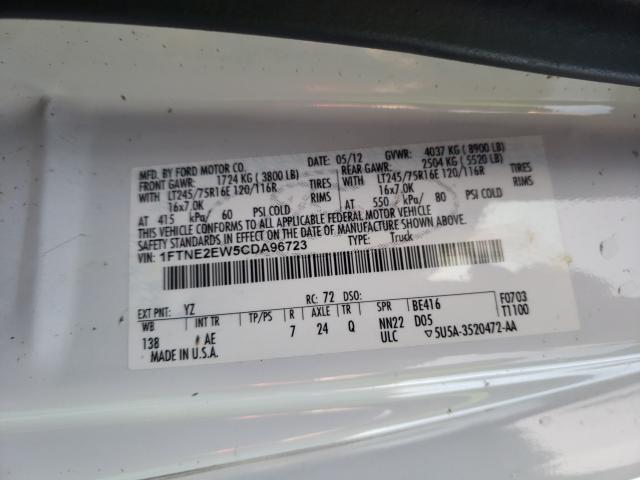 MFD. BY FORD MOTOR CO. DATE: 05/12 GVWR: 4037 KG ( 8900 LB)
FRONT GAWR: 1724 KG ( 3800 LB) REAR GAWR: 2504 KG ( 5520 LB)
WITH LT245/75R16E 120/116R TIRES WITH LT245/75R16E 120/116R TIRES
16x7.0K RIMS 16x7.0K RIMS
AT 415 kPa/ 60 PSI COLD AT 550 kPa/ 80 PSI COLD
THIS VEHICLE CONFORMS TO ALL APPLICABLE FEDERAL MOTOR VEHICLE
SAFETY STANDARDS IN EFFECT ON THE DATE OF MANUFACTURE SHOWN ABOVE.
VIN: 1FTNE2EW5CDA96723 TYPE: Truck
EXT PNT: YZ RC: 72 DSO:
WB INT TR TP/PS R AXLE TR SPR BE416 F0703
138 AE 7 24 Q NN22 D05 T1100
MADE IN U.S.A. ULC ▽5U5A-3520472-AA